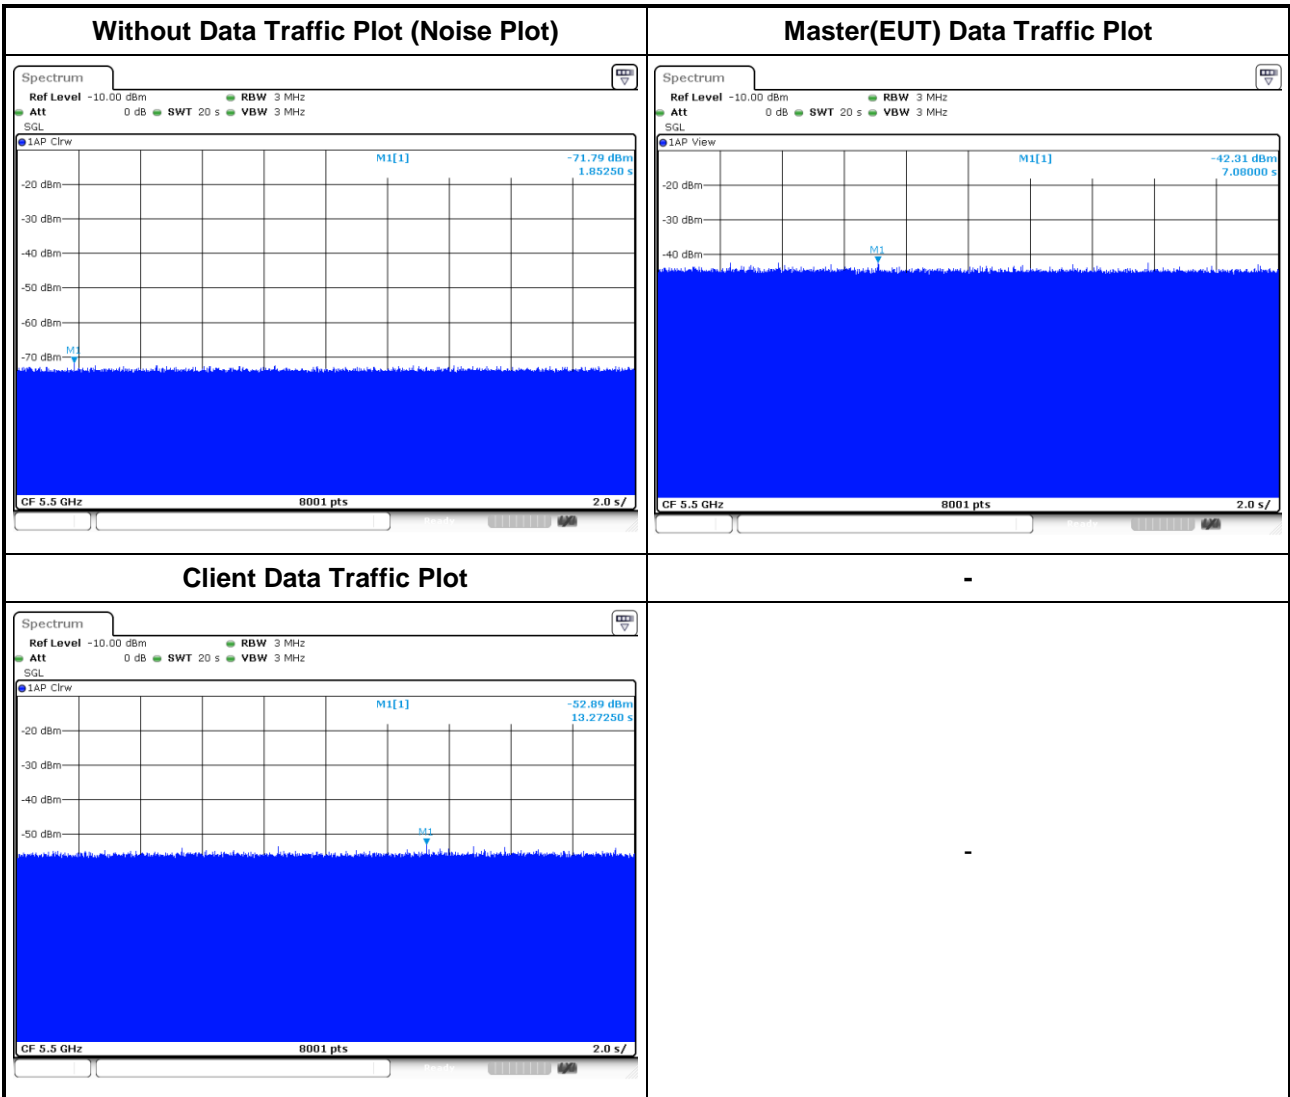 Without Data Traffic Plot (Noise Plot)
Spectrum
Ref Level -10.00 dBm RBW 3 MHz
Att 0 dB SWT 20 s VBW 3 MHz
SGL
1AP Clrw
M1[1] -71.79 dBm
1.85250 s
-20 dBm
-30 dBm
-40 dBm
-50 dBm
-60 dBm
M1
-70 dBm
CF 5.5 GHz 8001 pts 2.0 s/
Ready
Master(EUT) Data Traffic Plot
Spectrum
Ref Level -10.00 dBm RBW 3 MHz
Att 0 dB SWT 20 s VBW 3 MHz
SGL
1AP View
M1[1] -42.31 dBm
7.08000 s
-20 dBm
-30 dBm
M1
-40 dBm
CF 5.5 GHz 8001 pts 2.0 s/
Ready
Client Data Traffic Plot
Spectrum
Ref Level -10.00 dBm RBW 3 MHz
Att 0 dB SWT 20 s VBW 3 MHz
SGL
1AP Clrw
M1[1] -52.89 dBm
13.27250 s
-20 dBm
-30 dBm
-40 dBm
M1
-50 dBm
CF 5.5 GHz 8001 pts 2.0 s/
Ready
-
-